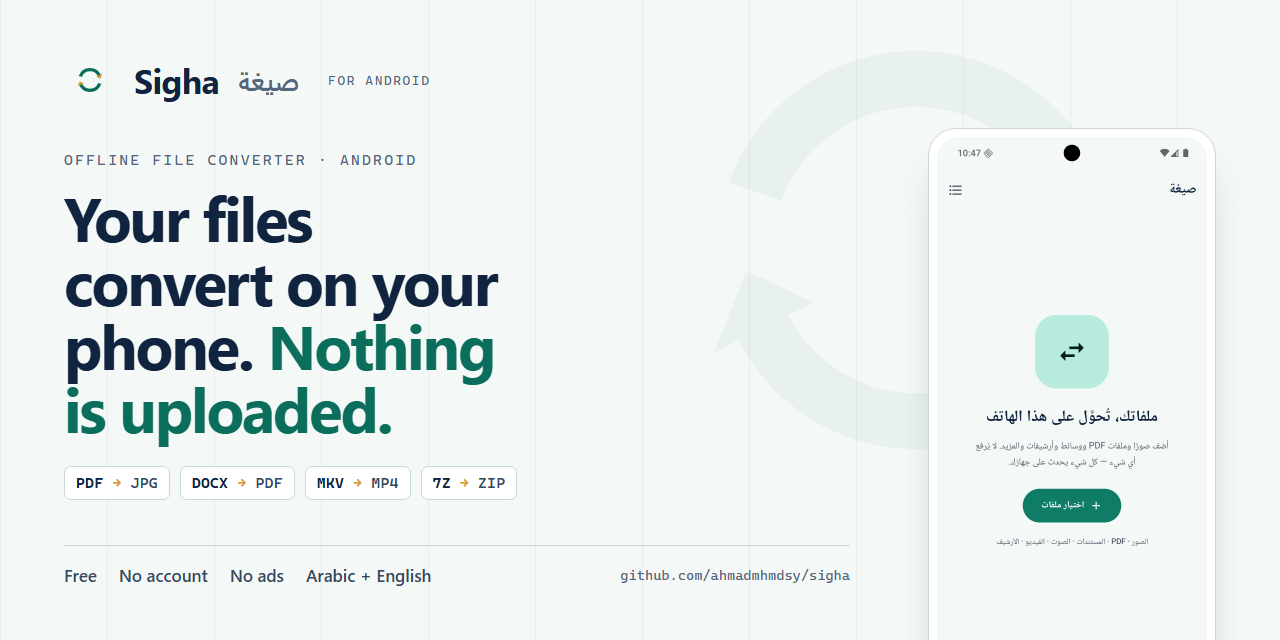 Sigha صيغة FOR ANDROID
OFFLINE FILE CONVERTER · ANDROID
Your files
convert on your
phone. Nothing
is uploaded.
PDF → JPG
DOCX → PDF
MKV → MP4
7Z → ZIP
Free No account No ads Arabic + English
github.com/ahmadmhmdsy/sigha
10:47
صيغة
ملفاتك، تُحوَّل على هذا الهاتف
أضف صورًا وملفات PDF ووسائط وأرشيفات والمزيد. لا يُرفع
أي شيء — كل شيء يحدث على جهازك.
+ اختيار ملفات
الصور · PDF · المستندات · الصوت · الفيديو · الأرشيف